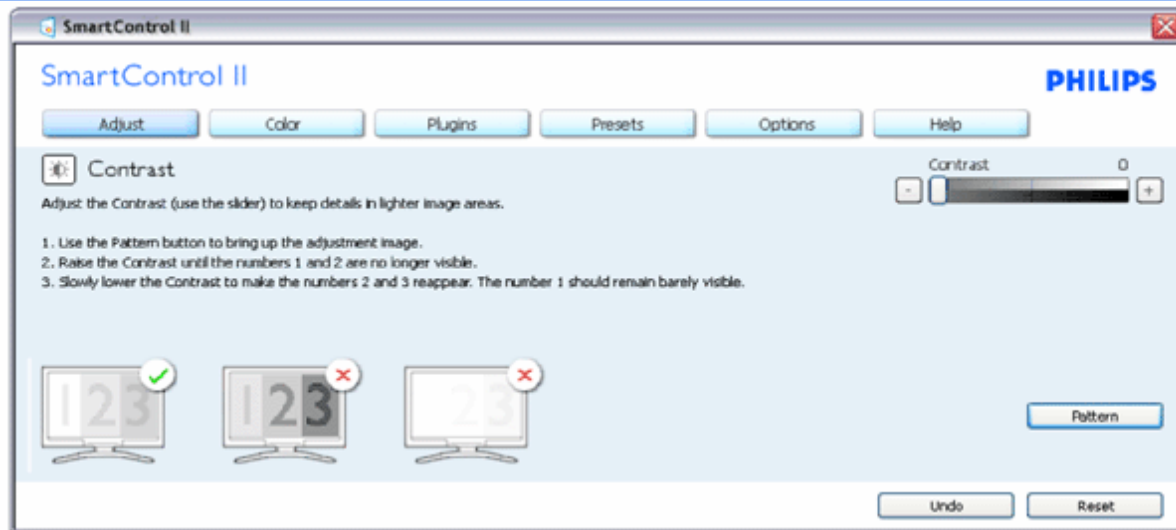 SmartControl II
SmartControl II
PHILIPS
Adjust Color Plugins Presets Options Help
Contrast
Contrast 0
- +
Adjust the Contrast (use the slider) to keep details in lighter image areas.
1. Use the Pattern button to bring up the adjustment image.
2. Raise the Contrast until the numbers 1 and 2 are no longer visible.
3. Slowly lower the Contrast to make the numbers 2 and 3 reappear. The number 1 should remain barely visible.
123 123 23
Pattern
Undo Reset